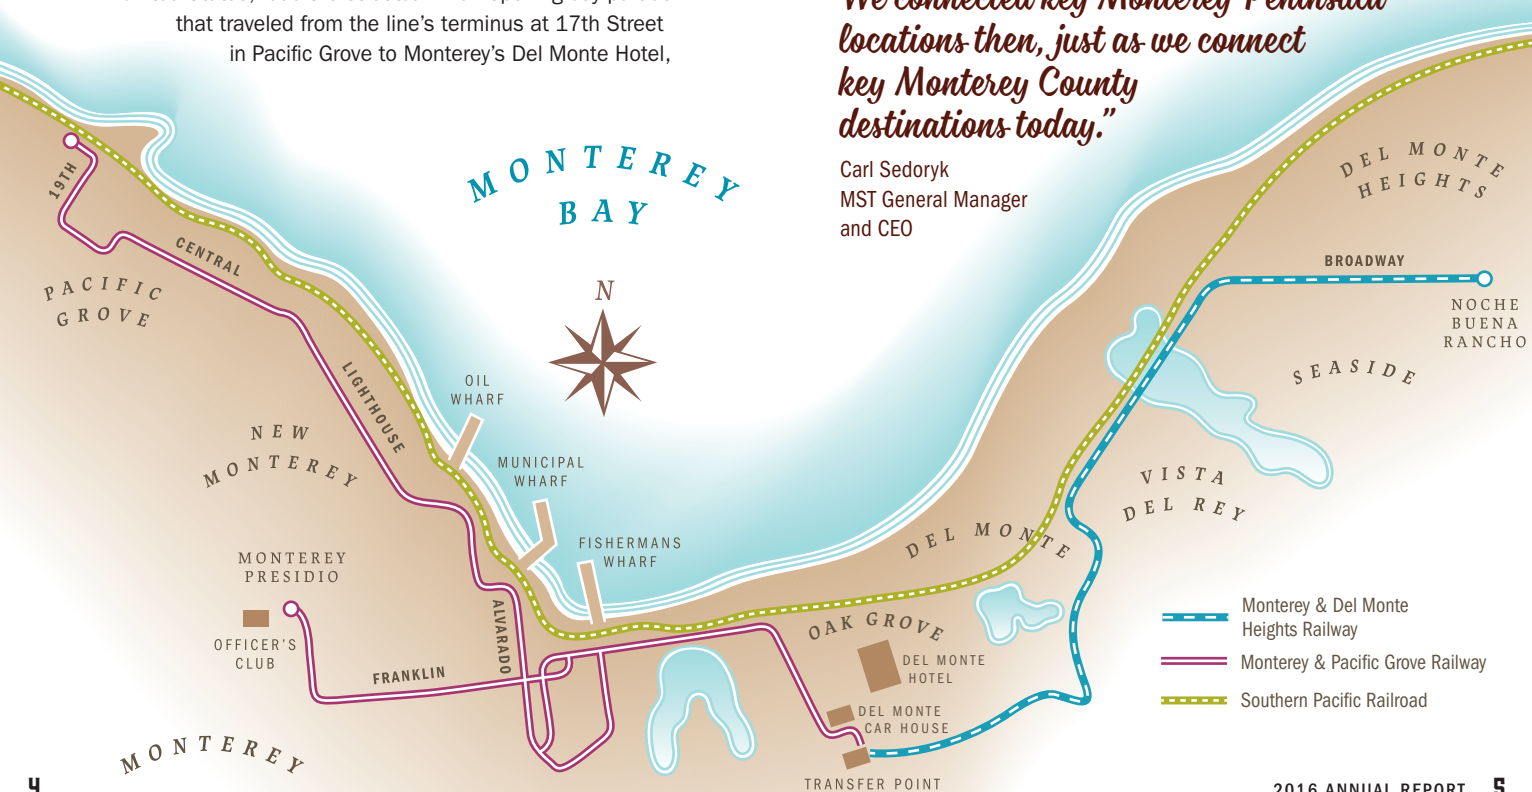 that traveled from the line's terminus at 17th Street
in Pacific Grove to Monterey's Del Monte Hotel,
We connected key Monterey Peninsula
locations then, just as we connect
key Monterey County
destinations today."
Carl Sedoryk
MST General Manager
and CEO
MONTEREY
BAY
N
19TH
CENTRAL
PACIFIC
GROVE
LIGHTHOUSE
NEW
MONTEREY
OIL
WHARF
MUNICIPAL
WHARF
FISHERMANS
WHARF
MONTEREY
PRESIDIO
OFFICER'S
CLUB
FRANKLIN
ALVARADO
MONTEREY
DEL MONTE
HEIGHTS
BROADWAY
NOCHE
BUENA
RANCHO
SEASIDE
VISTA
DEL REY
DEL MONTE
OAK GROVE
DEL MONTE
HOTEL
DEL MONTE
CAR HOUSE
TRANSFER POINT
Monterey & Del Monte
Heights Railway
Monterey & Pacific Grove Railway
Southern Pacific Railroad
4
2016 ANNUAL REPORT 5